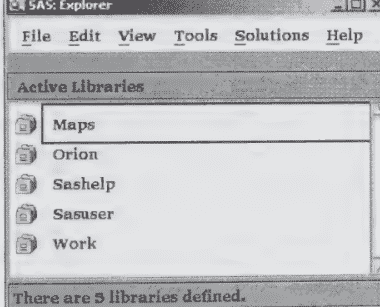 SAS: Explorer
File Edit View Tools Solutions Help
Active Libraries
Maps
Orion
Sashelp
Sasuser
Work
There are 5 libraries defined.